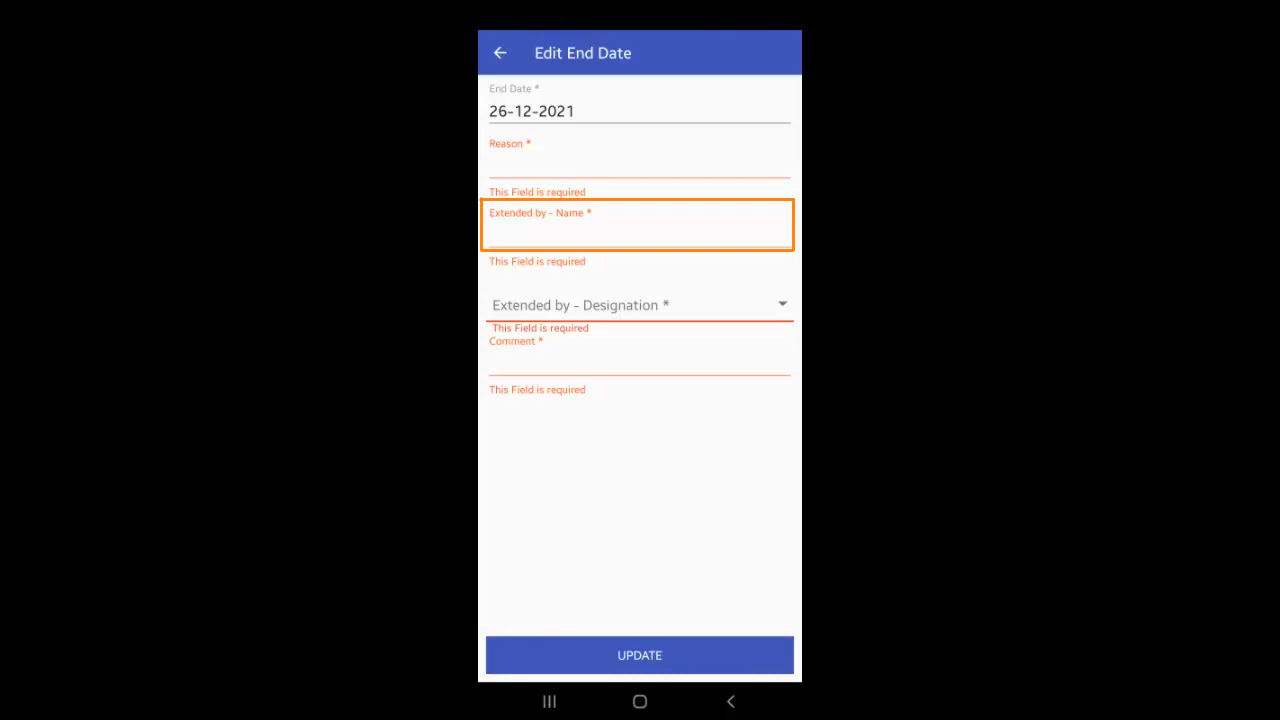 Edit End Date
End Date *
26-12-2021
Reason *
This Field is required
Extended by - Name *
This Field is required
Extended by - Designation *
This Field is required
Comment *
This Field is required
UPDATE